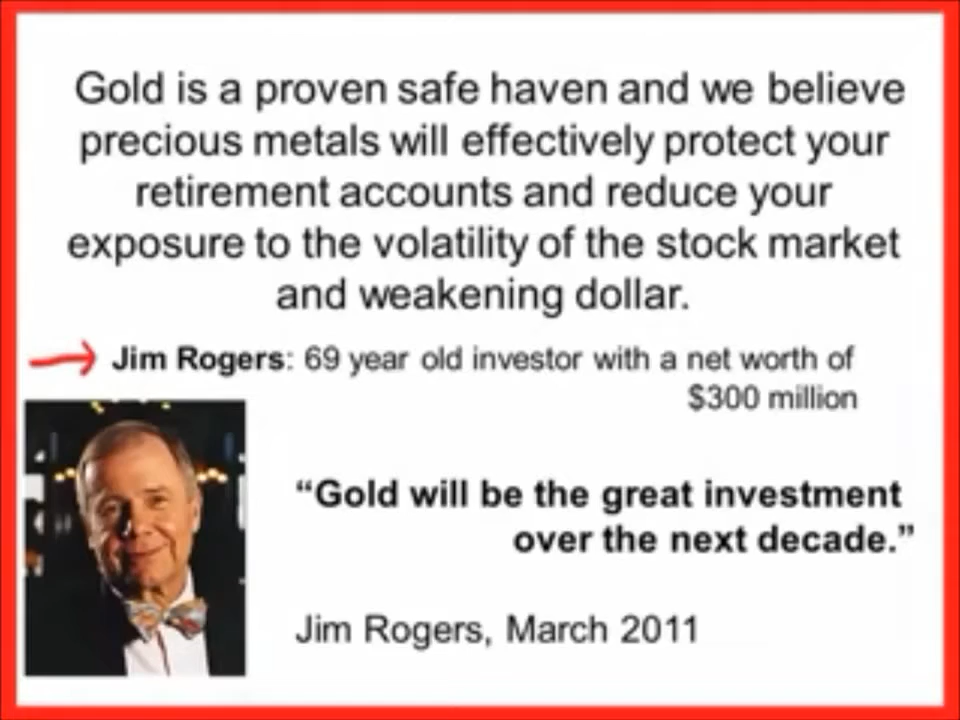 Gold is a proven safe haven and we believe
precious metals will effectively protect your
retirement accounts and reduce your
exposure to the volatility of the stock market
and weakening dollar.
Jim Rogers: 69 year old investor with a net worth of
$300 million
“Gold will be the great investment
over the next decade.”
Jim Rogers, March 2011